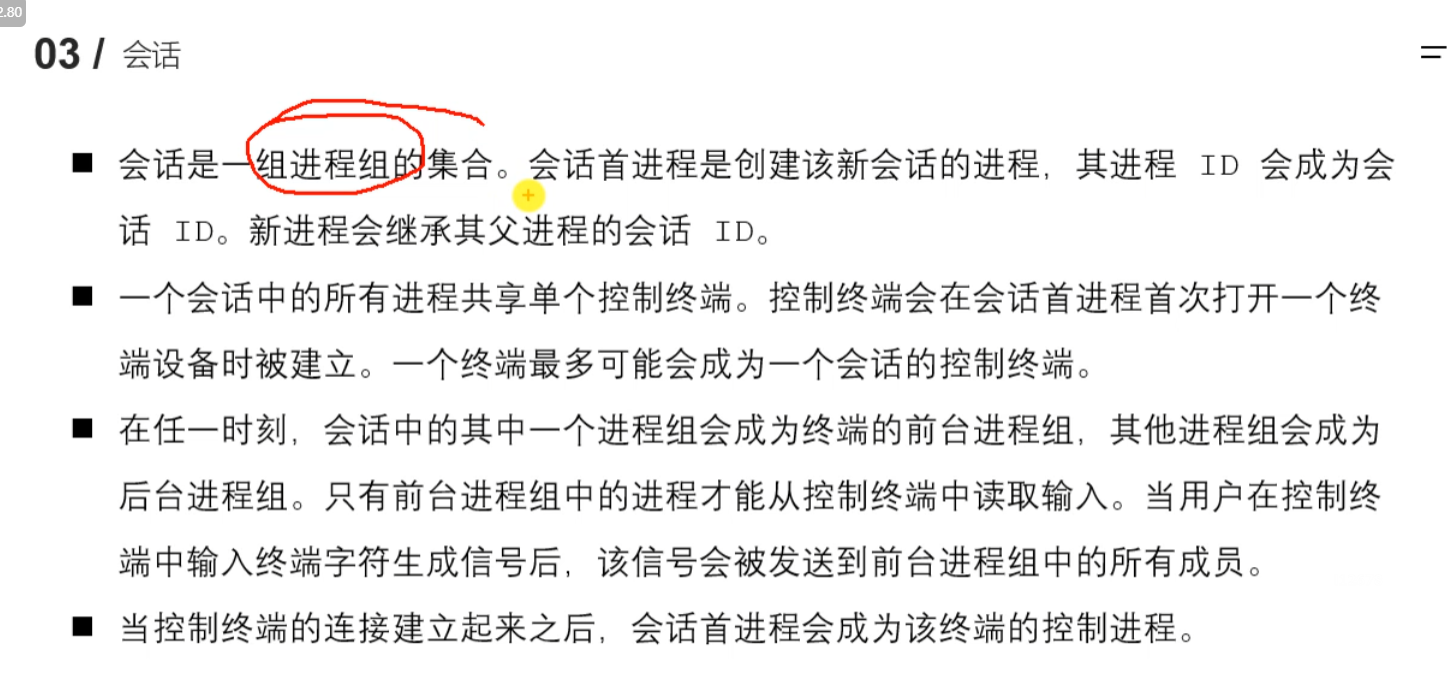 2.80
03 / 会话
■ 会话是一组进程组的集合。会话首进程是创建该新会话的进程，其进程 ID 会成为会
话 ID。新进程会继承其父进程的会话 ID。
■ 一个会话中的所有进程共享单个控制终端。控制终端会在会话首进程首次打开一个终
端设备时被建立。一个终端最多可能会成为一个会话的控制终端。
■ 在任一时刻，会话中的其中一个进程组会成为终端的前台进程组，其他进程组会成为
后台进程组。只有前台进程组中的进程才能从控制终端中读取输入。当用户在控制终
端中输入终端字符生成信号后，该信号会被发送到前台进程组中的所有成员。
■ 当控制终端的连接建立起来之后，会话首进程会成为该终端的控制进程。